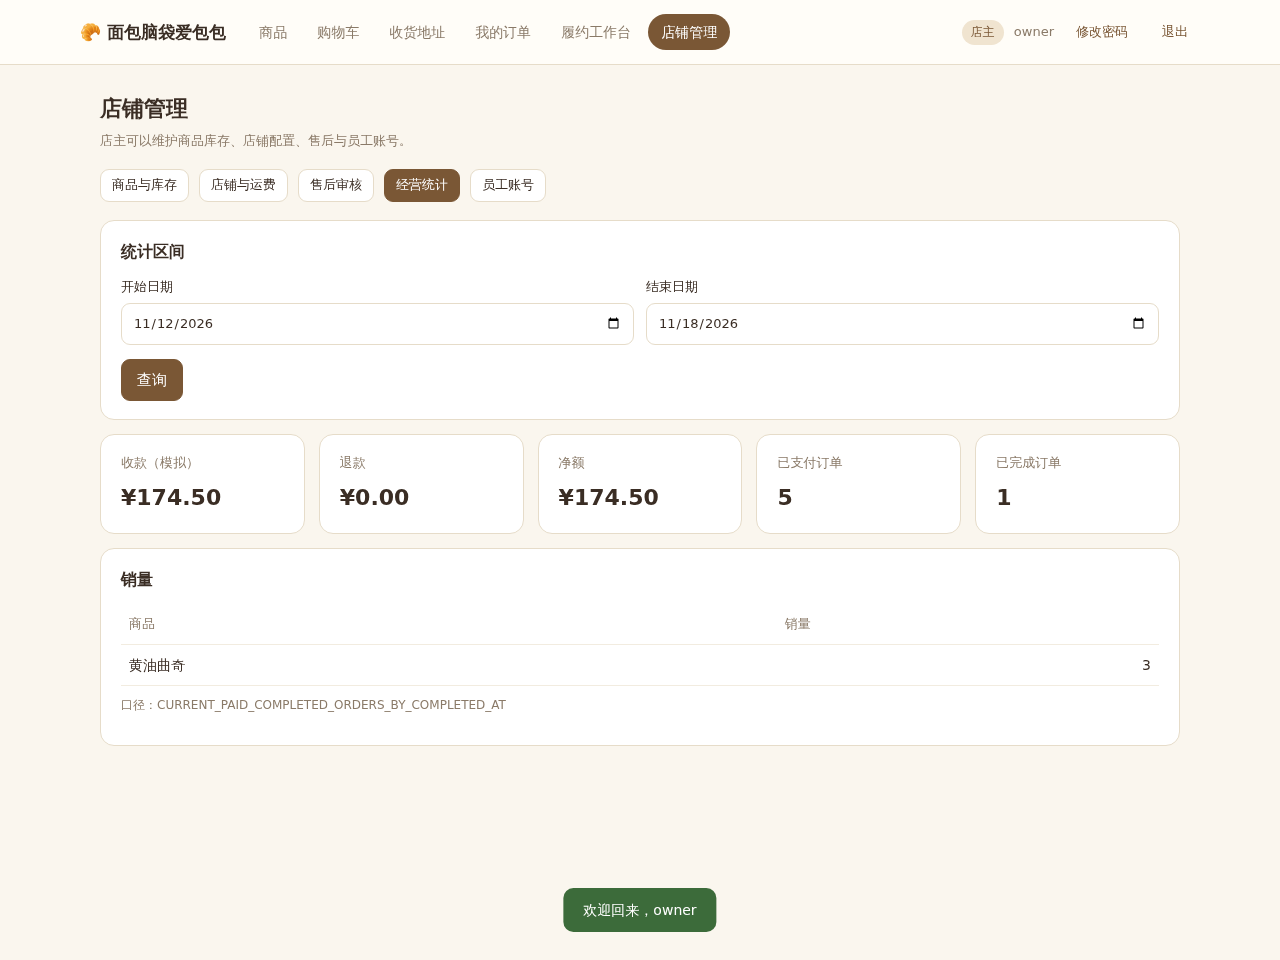 🥐 面包脑袋爱包包 商品 购物车 收货地址 我的订单 履约工作台 店铺管理 店主 owner 修改密码 退出
店铺管理
店主可以维护商品库存、店铺配置、售后与员工账号。
商品与库存 店铺与运费 售后审核 经营统计 员工账号
统计区间
开始日期 结束日期
11/12/2026 11/18/2026
查询
收款（模拟） 退款 净额 已支付订单 已完成订单
¥174.50 ¥0.00 ¥174.50 5 1
销量
商品 销量
黄油曲奇 3
口径：CURRENT_PAID_COMPLETED_ORDERS_BY_COMPLETED_AT
欢迎回来，owner